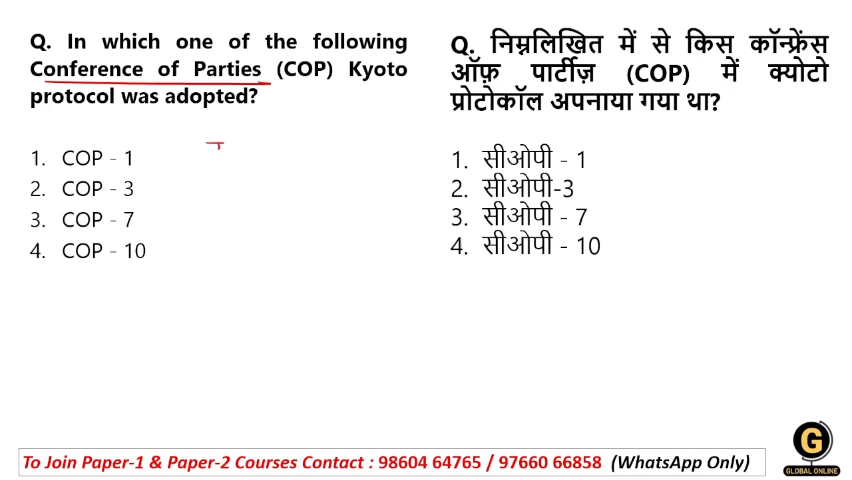 Q. In which one of the following
Conference of Parties (COP) Kyoto
protocol was adopted?
1. COP - 1
2. COP - 3
3. COP - 7
4. COP - 10
Q. निम्नलिखित में से किस कॉन्फ्रेंस
ऑफ़ पार्टीज़ (COP) में क्योटो
प्रोटोकॉल अपनाया गया था?
1. सीओपी - 1
2. सीओपी-3
3. सीओपी - 7
4. सीओपी - 10
G
GLOBAL ONLINE
To Join Paper-1 & Paper-2 Courses Contact : 98604 64765 / 97660 66858 (WhatsApp Only)